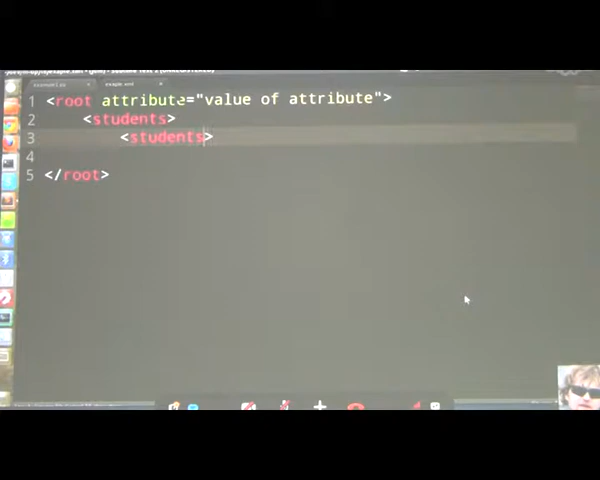 1 <root attribute="value of attribute">
2 <students>
3 <students>
4
5 </root>